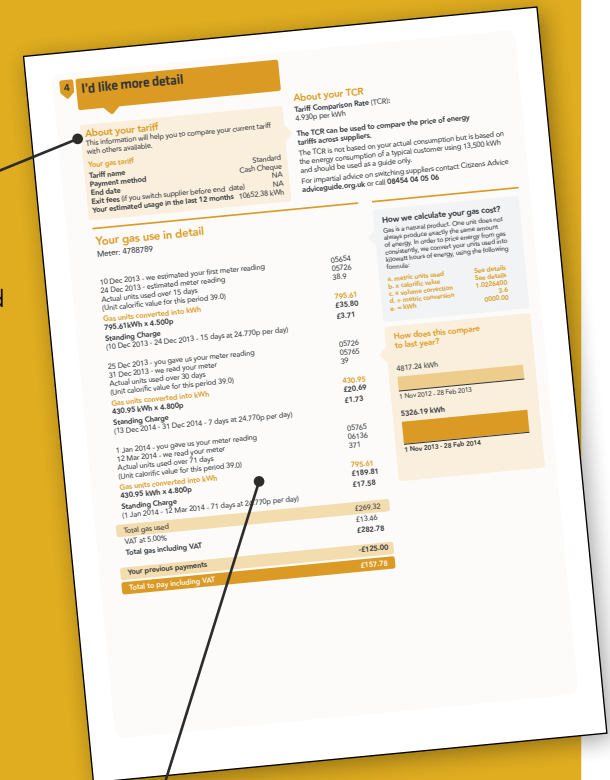 4 I'd like more detail
About your tariff
This information will help you to compare your current tariff
with others avaliable.
Your gas tariff
Tariff name Standard
Payment method Cash Cheque
End date NA
Exit fees (if you switch supplier before end date) NA
Your estimated usage in the last 12 months 10652.38 kWh
About your TCR
Tariff Comparison Rate (TCR):
4.930p per kWh
The TCR can be used to compare the price of energy
tariffs across suppliers.
The TCR is not based on your actual consumption but is based on
the energy consumption of a typical customer using 13,500 kWh
and should be used as a guide only.
For impartial advice on switching suppliers contact Citizens Advice
adviceguide.org.uk or call 08454 04 05 06
Your gas use in detail
Meter: 4788789
10 Dec 2013 - we estimated your first meter reading 05654
24 Dec 2013 - estimated meter reading 05726
Actual units used over 15 days 38.9
(Unit calorific value for this period 39.0)
Gas units converted into kWh 795.61
795.61kWh x 4.500p £35.80
Standing Charge £3.71
(10 Dec 2013 - 24 Dec 2013 - 15 days at 24.770p per day)
25 Dec 2013 - you gave us your meter reading 05726
31 Dec 2013 - we read your meter 05765
Actual units used over 30 days 39
(Unit calorific value for this period 39,0)
Gas units converted into kWh 430.95
430.95 kWh x 4.800p £20.69
Standing Charge £1.73
(13 Dec 2014 - 31 Dec 2014 - 7 days at 24.770p per day)
1 Jan 2014 - you gave us your meter reading 05765
12 Mar 2014 - we read your meter 06136
Actual units used over 71 days 371
(Unit calorific value for this period 39,0)
Gas units converted into kWh 795.61
430.95 kWh x 4.800p £189.81
Standing Charge £17.58
(1 Jan 2014 - 12 Mar 2014 - 71 days at 24.770p per day)
Total gas used £269.32
VAT at 5.00% £13.46
Total gas including VAT £282.78
Your previous payments -£125.00
Total to pay including VAT £157.78
How we calculate your gas cost?
Gas is a natural product. One unit does not
always produce exactly the same amount
of energy. In order to price energy from gas
consistently, we convert your units used into
kilowatt hours of energy, using the following
formula:
a. metric units used See details
b. x calorific value See details
c. x volume correction 1.0226400
d. ÷ metric conversion 3.6
e. = kWh 0000.00
How does this compare
to last year?
4817.24 kWh
1 Nov 2012 - 28 Feb 2013
5326.19 kWh
1 Nov 2013 - 28 Feb 2014